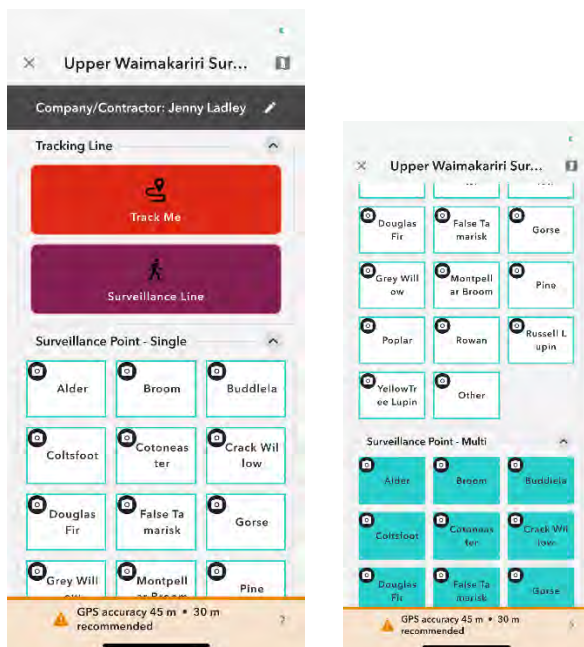 Upper Waimakariri Sur...
Company/Contractor: Jenny Ladley
Tracking Line
Track Me
Surveillance Line
Surveillance Point - Single
Alder
Broom
Buddleia
Coltsfoot
Cotoneas
ter
Crack Wil
low
Douglas
Fir
False Ta
marisk
Gorse
Grey Will
ow
Montpell
ar Broom
Pine
GPS accuracy 45 m • 30 m
recommended
?
Upper Waimakariri Sur...
Douglas
Fir
False Ta
marisk
Gorse
Grey Will
ow
Montpell
ar Broom
Pine
Poplar
Rowan
Russell L
upin
YellowTr
ee Lupin
Other
Surveillance Point - Multi
Alder
Broom
Buddleia
Coltsfoot
Cotoneas
ter
Crack Wil
low
Douglas
Fir
False Ta
marisk
Gorse
GPS accuracy 45 m • 30 m
recommended
?